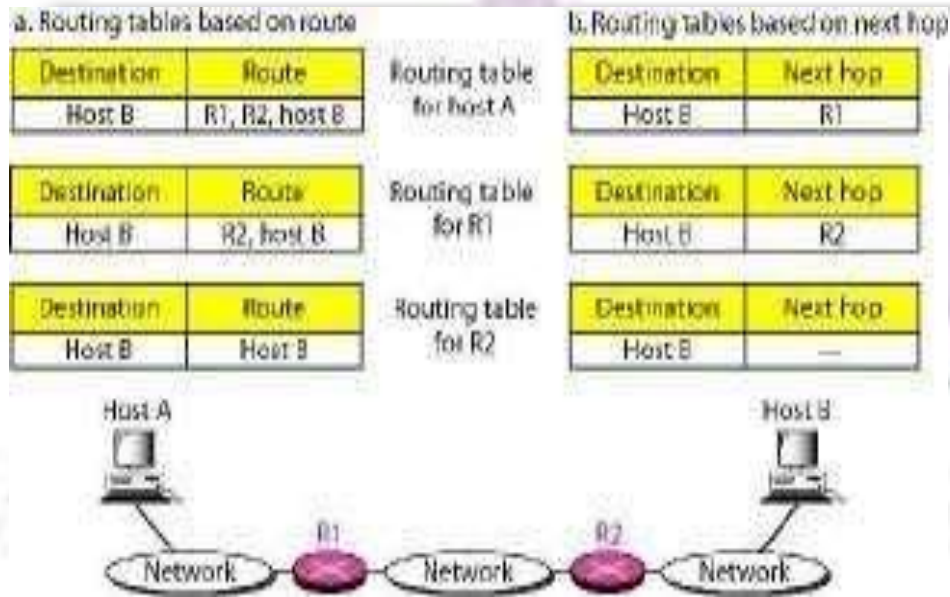 a. Routing tables based on route
b. Routing tables based on next hop
Destination Route
Host B R1, R2, host B
Routing table
for host A
Destination Next hop
Host B R1
Destination Route
Host B R2, host B
Routing table
for R1
Destination Next hop
Host B R2
Destination Route
Host B Host B
Routing table
for R2
Destination Next hop
Host B —
Host A
Host B
R1
R2
Network
Network
Network